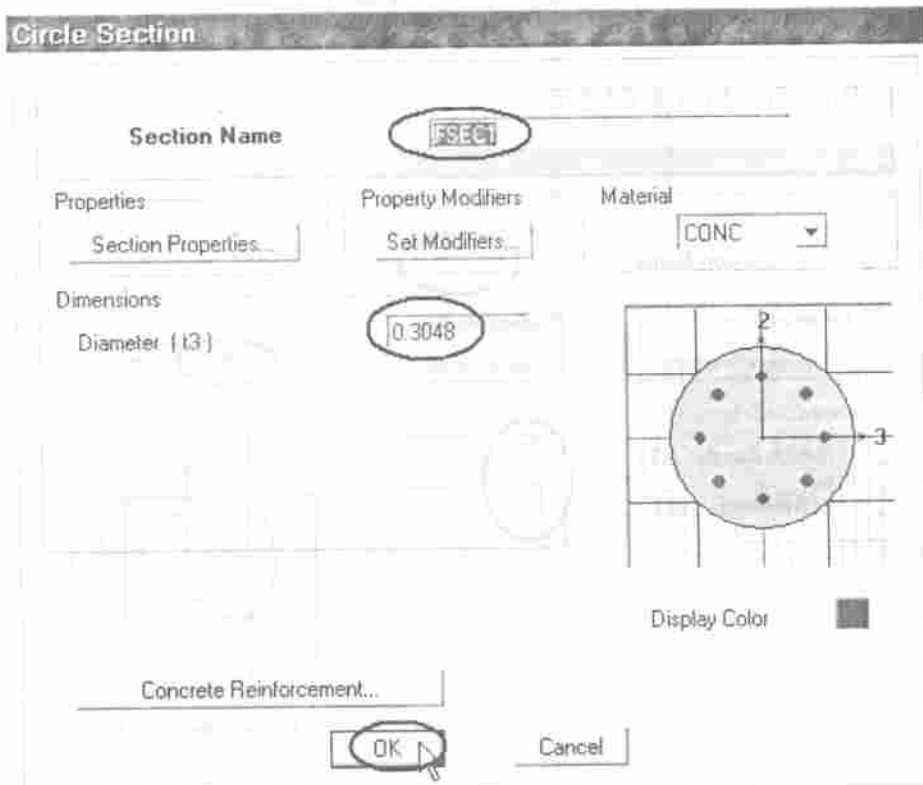 Circle Section
Section Name FSEC1
Properties Property Modifiers Material
Section Properties... Set Modifiers... CONC
Dimensions
Diameter ( t3 ) 0.3048
2
3
Display Color
Concrete Reinforcement...
OK Cancel